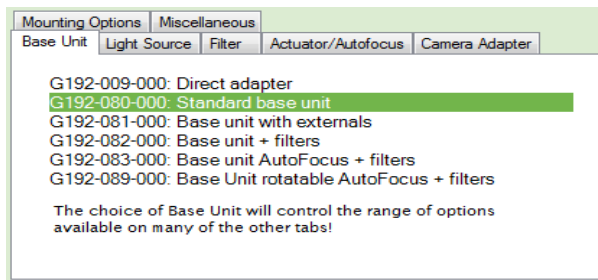 Mounting Options Miscellaneous
Base Unit Light Source Filter Actuator/Autofocus Camera Adapter
G192-009-000: Direct adapter
G192-080-000: Standard base unit
G192-081-000: Base unit with externals
G192-082-000: Base unit + filters
G192-083-000: Base unit AutoFocus + filters
G192-089-000: Base Unit rotatable AutoFocus + filters
The choice of Base Unit will control the range of options
available on many of the other tabs!